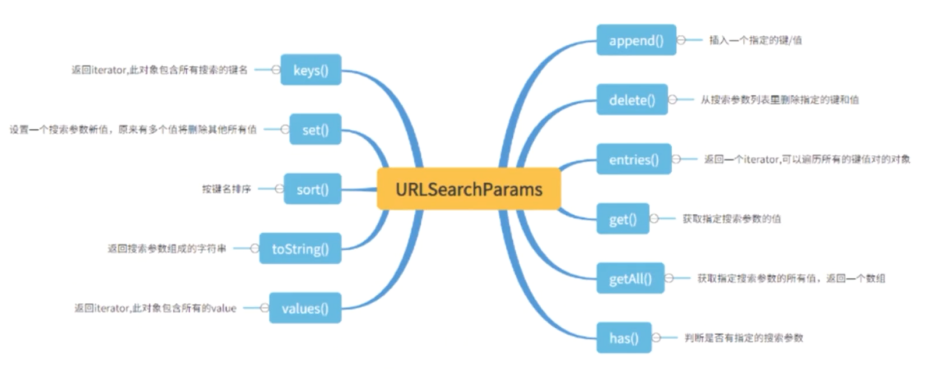 URLSearchParams
append()
插入一个指定的键/值
delete()
从搜索参数列表里删除指定的键和值
entries()
返回一个iterator,可以遍历所有的键值对的对象
get()
获取指定搜索参数的值
getAll()
获取指定搜索参数的所有值，返回一个数组
has()
判断是否有指定的搜索参数
keys()
返回iterator,此对象包含所有搜索的键名
set()
设置一个搜索参数新值，原来有多个值将删除其他所有值
sort()
按键名排序
toString()
返回搜索参数组成的字符串
values()
返回iterator,此对象包含所有的value